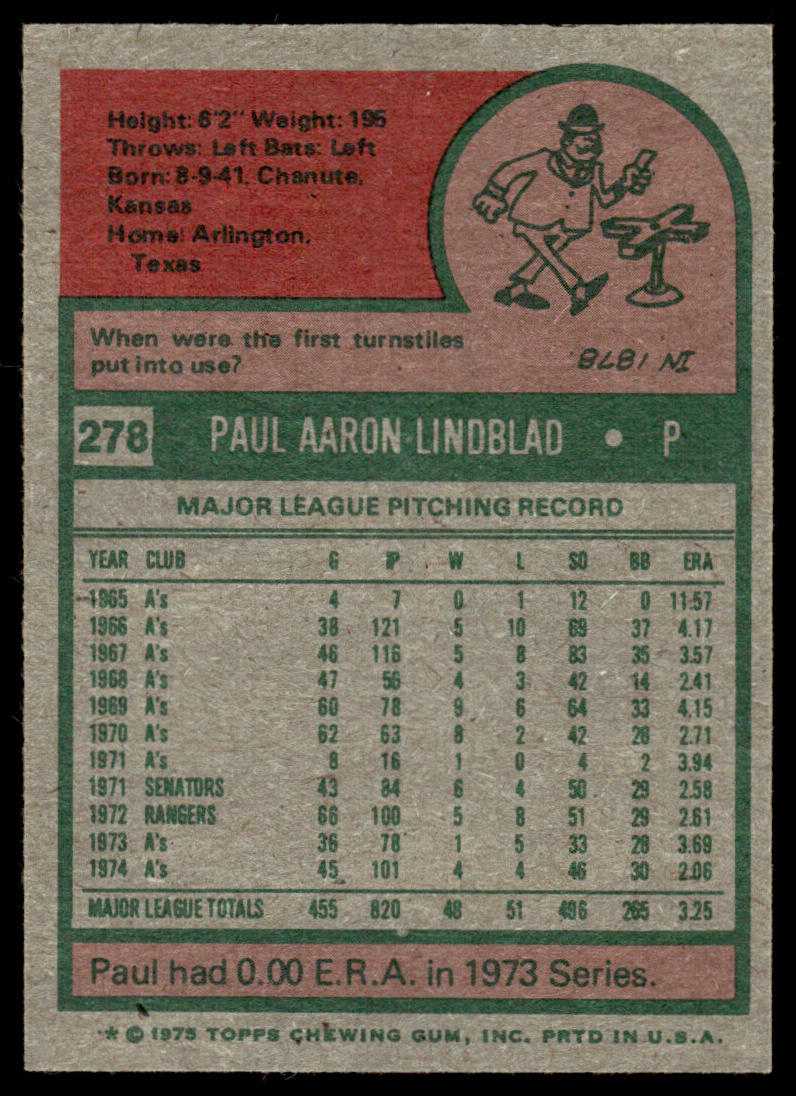 Height: 6'2" Weight: 195
Throws: Left Bats: Left
Born: 8-9-41, Chanute,
Kansas
Home: Arlington,
Texas
When were the first turnstiles
put into use?
IN 1878
278 PAUL AARON LINDBLAD • P
MAJOR LEAGUE PITCHING RECORD
YEAR CLUB G IP W L SO BB ERA
1965 A's 4 7 0 1 12 0 11.57
1966 A's 38 121 5 10 69 37 4.17
1967 A's 46 116 5 8 83 35 3.57
1968 A's 47 56 4 3 42 14 2.41
1969 A's 60 78 9 6 64 33 4.15
1970 A's 62 63 8 2 42 28 2.71
1971 A's 8 16 1 0 4 2 3.94
1971 SENATORS 43 84 6 4 50 29 2.58
1972 RANGERS 66 100 5 8 51 29 2.61
1973 A's 36 78 1 5 33 28 3.69
1974 A's 45 101 4 4 46 30 2.06
MAJOR LEAGUE TOTALS 455 820 48 51 496 265 3.25
Paul had 0.00 E.R.A. in 1973 Series.
* © 1975 TOPPS CHEWING GUM, INC. PRTD IN U.S.A.